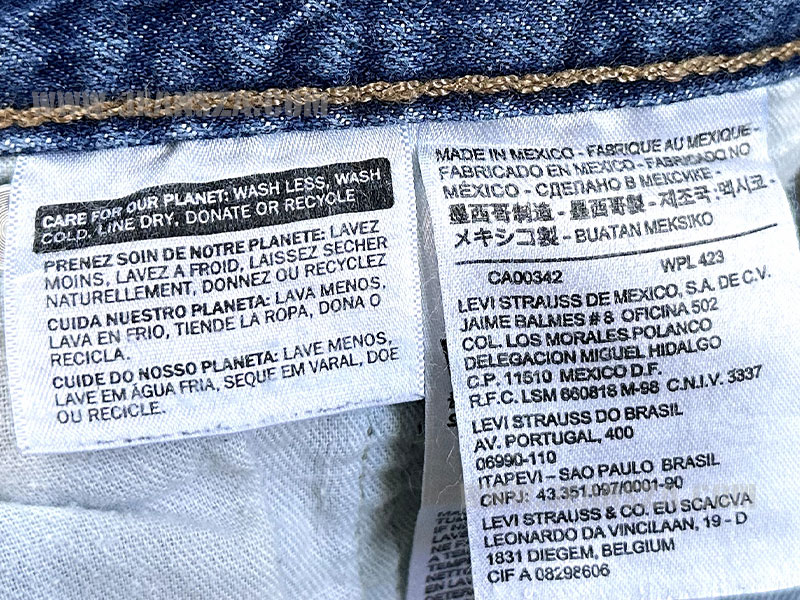 CARE FOR OUR PLANET: WASH LESS, WASH
COLD, LINE DRY, DONATE OR RECYCLE
PRENEZ SOIN DE NOTRE PLANETE: LAVEZ
MOINS, LAVEZ A FROID, LAISSEZ SECHER
NATURELLEMENT, DONNEZ OU RECYCLEZ
CUIDA NUESTRO PLANETA: LAVA MENOS,
LAVA EN FRIO, TIENDE LA ROPA, DONA O
RECICLA.
CUIDE DO NOSSO PLANETA: LAVE MENOS,
LAVE EM ÁGUA FRIA, SEQUE EM VARAL, DOE
OU RECICLE.
MADE IN MEXICO - FABRIQUE AU MEXIQUE -
FABRICADO EN MEXICO - FABRICADO NO
MÉXICO - СДЕЛАНО В МЕКСИКЕ -
墨西哥制造 - 墨西哥製 - 제조국 : 멕시코 -
メキシコ製 - BUATAN MEKSIKO
CA00342 WPL 423
LEVI STRAUSS DE MEXICO, S.A. DE C.V.
JAIME BALMES # 8 OFICINA 502
COL. LOS MORALES POLANCO
DELEGACION MIGUEL HIDALGO
C.P. 11510 MEXICO D.F.
R.F.C. LSM 660818 M-98 C.N.I.V. 3337
LEVI STRAUSS DO BRASIL
AV. PORTUGAL, 400
06990-110
ITAPEVI - SAO PAULO BRASIL
CNPJ: 43.351.097/0001-90
LEVI STRAUSS & CO. EU SCA/CVA
LEONARDO DA VINCILAAN, 19 - D
1831 DIEGEM, BELGIUM
CIF A 08298606